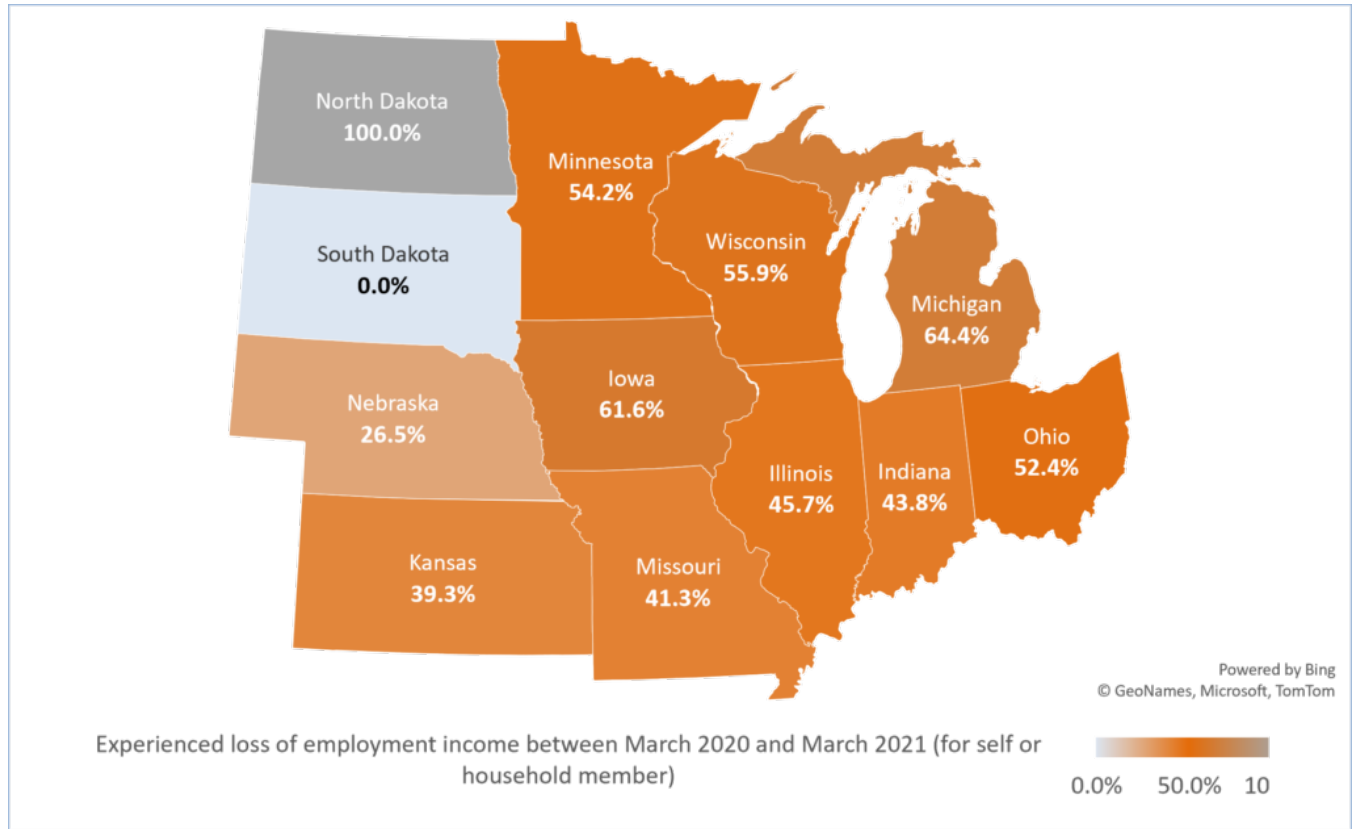 North Dakota
100.0%
Minnesota
54.2%
South Dakota
0.0%
Wisconsin
55.9%
Michigan
64.4%
Iowa
61.6%
Nebraska
26.5%
Ohio
52.4%
Illinois
45.7%
Indiana
43.8%
Kansas
39.3%
Missouri
41.3%
Powered by Bing
© GeoNames, Microsoft, TomTom
Experienced loss of employment income between March 2020 and March 2021 (for self or
household member)
0.0% 50.0% 10